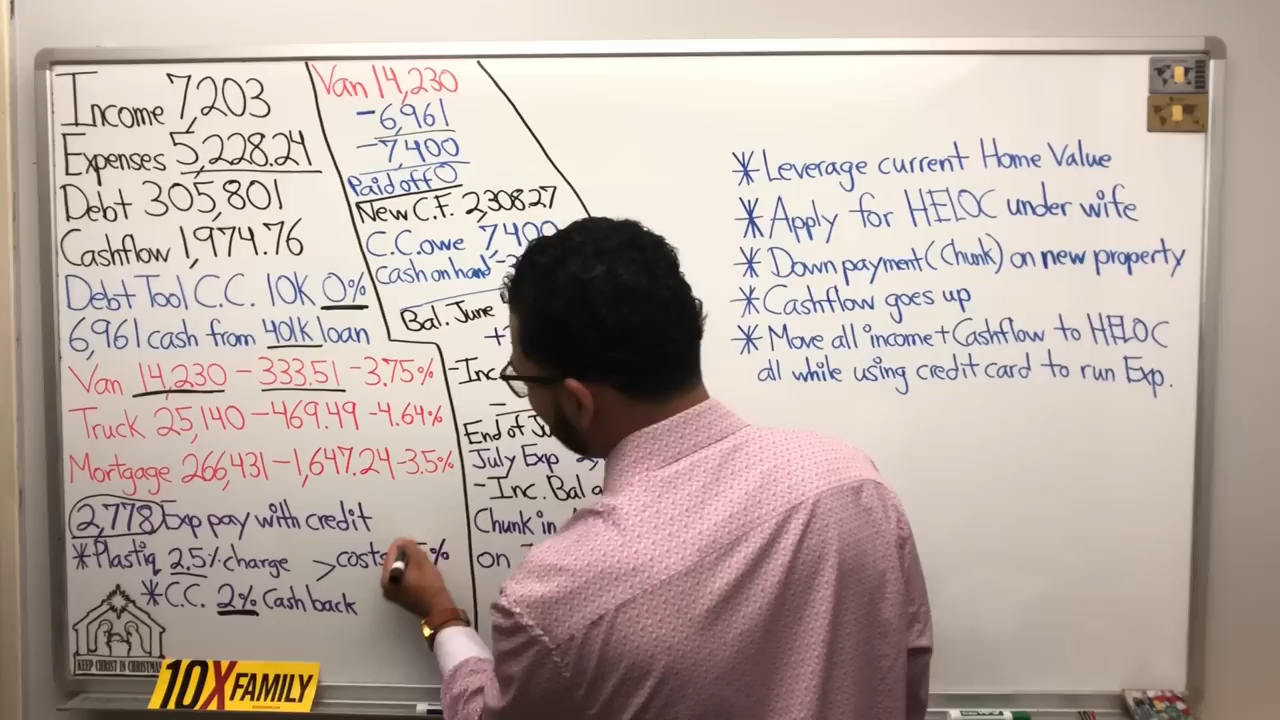 Income 7,203
Expenses 5,228.24
Debt 305,801
Cashflow 1,974.76
Debt Tool C.C. 10K 0%
6,961 cash from 401k loan
Van 14,230 - 333.51 - 3.75%
Truck 25,140 - 469.49 - 4.64%
Mortgage 266,431 - 1,647.24 - 3.5%
2,778 Exp pay with credit
*Plastiq 2.5% charge > costs
*C.C. 2% Cash back
KEEP CHRIST IN CHRISTMAS
10X FAMILY
Van 14,230
-6,961
-7,400
Paid off 0
New C.F. 2,308.27
C.C. owe 7,400
Cash on hand
Bal. June
-Inc
End of
July Exp
-Inc. Bal
Chunk in
on
*Leverage current Home Value
*Apply for HELOC under wife
*Down payment (Chunk) on new property
*Cashflow goes up
*Move all income + Cashflow to HELOC
all while using credit card to run Exp.